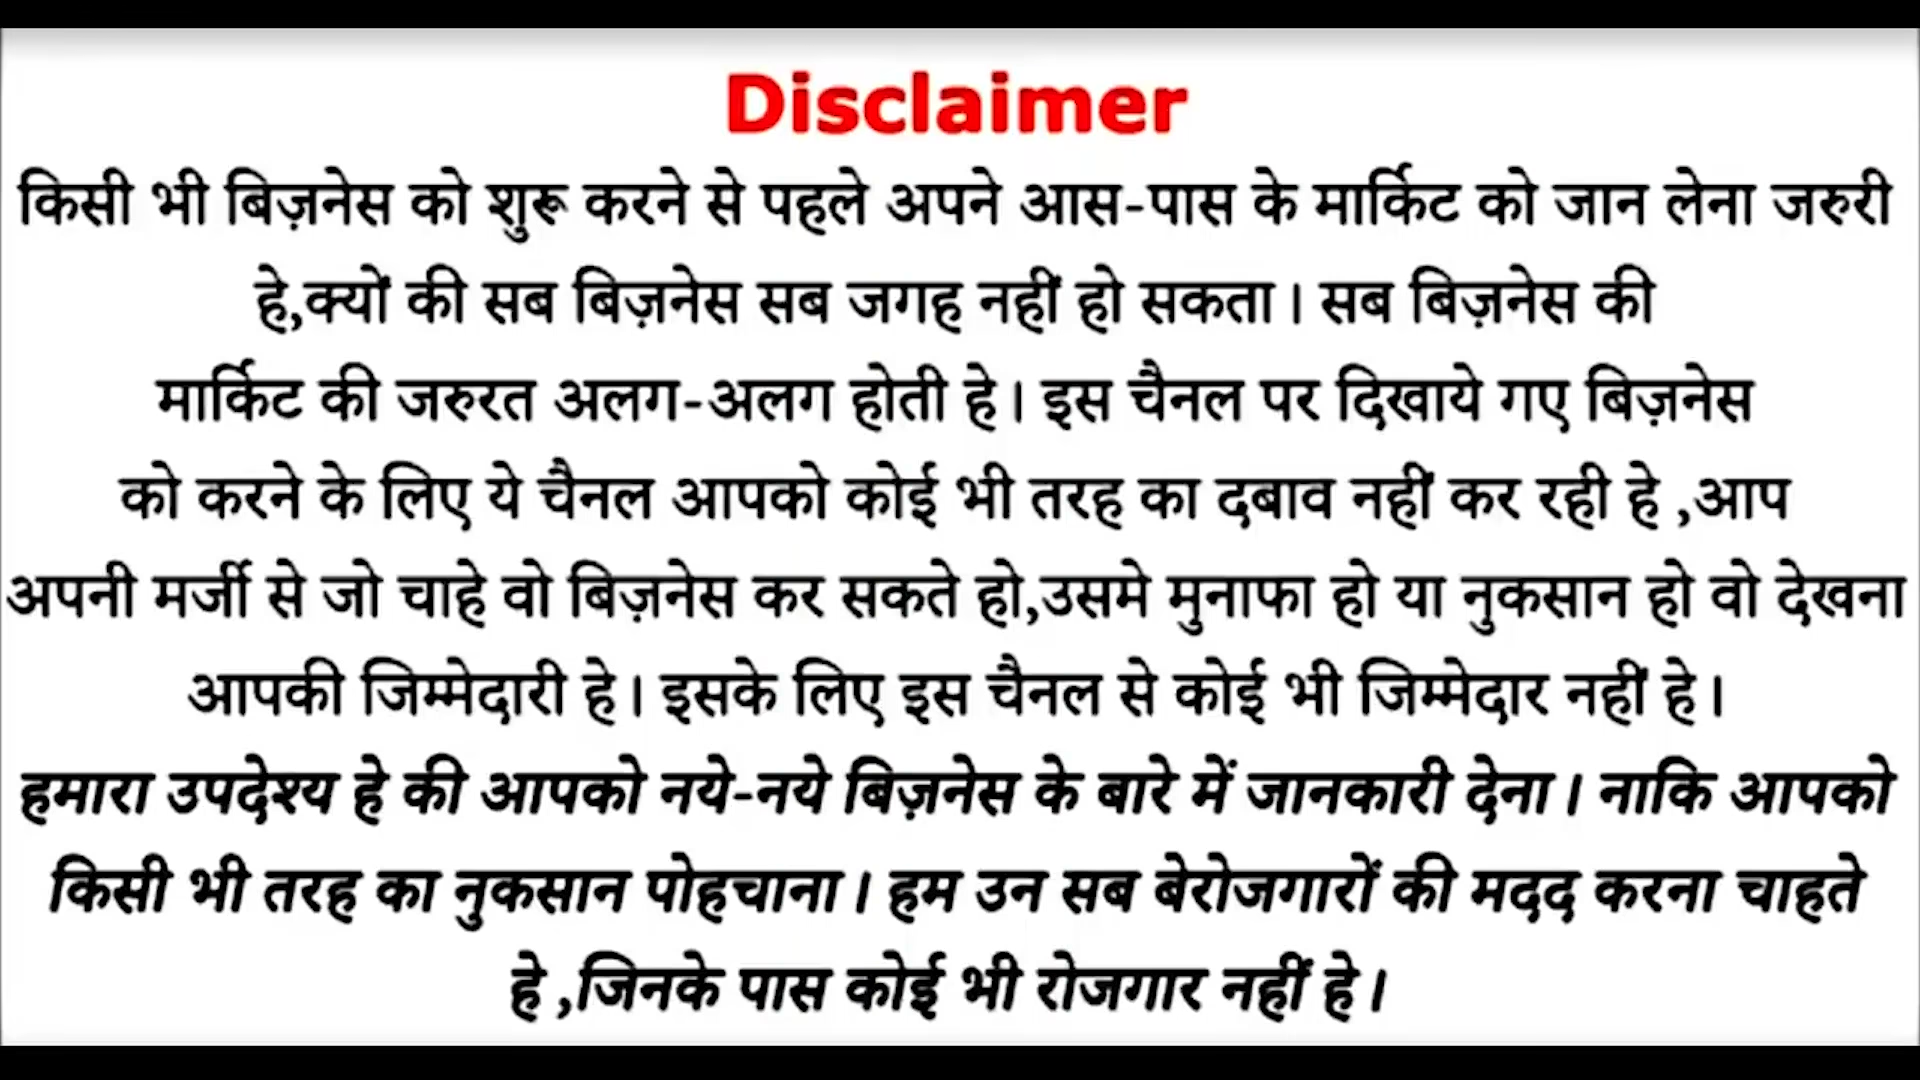 Disclaimer
किसी भी बिज़नेस को शुरू करने से पहले अपने आस-पास के मार्किट को जान लेना जरुरी
हे,क्यों की सब बिज़नेस सब जगह नहीं हो सकता। सब बिज़नेस की
मार्किट की जरुरत अलग-अलग होती हे। इस चैनल पर दिखाये गए बिज़नेस
को करने के लिए ये चैनल आपको कोई भी तरह का दबाव नहीं कर रही हे ,आप
अपनी मर्जी से जो चाहे वो बिज़नेस कर सकते हो,उसमे मुनाफा हो या नुकसान हो वो देखना
आपकी जिम्मेदारी हे। इसके लिए इस चैनल से कोई भी जिम्मेदार नहीं हे।
हमारा उपदेश्य हे की आपको नये-नये बिज़नेस के बारे में जानकारी देना। नाकि आपको
किसी भी तरह का नुकसान पोहचाना। हम उन सब बेरोजगारों की मदद करना चाहते
हे ,जिनके पास कोई भी रोजगार नहीं हे।